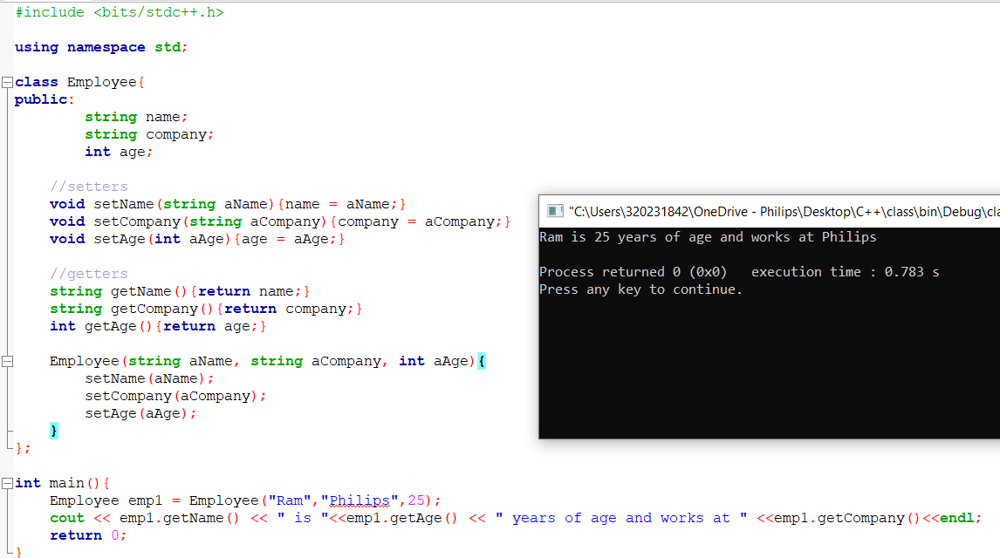 #include <bits/stdc++.h>
using namespace std;
class Employee{
public:
string name;
string company;
int age;
//setters
void setName(string aName){name = aName;}
void setCompany(string aCompany){company = aCompany;}
void setAge(int aAge){age = aAge;}
//getters
string getName(){return name;}
string getCompany(){return company;}
int getAge(){return age;}
Employee(string aName, string aCompany, int aAge){
setName(aName);
setCompany(aCompany);
setAge(aAge);
}
};
int main(){
Employee emp1 = Employee("Ram","Philips",25);
cout << emp1.getName() << " is "<<emp1.getAge() << " years of age and works at " <<emp1.getCompany()<<endl;
return 0;
}
"C:\Users\320231842\OneDrive - Philips\Desktop\C++\class\bin\Debug\cla
Ram is 25 years of age and works at Philips
Process returned 0 (0x0)   execution time : 0.783 s
Press any key to continue.